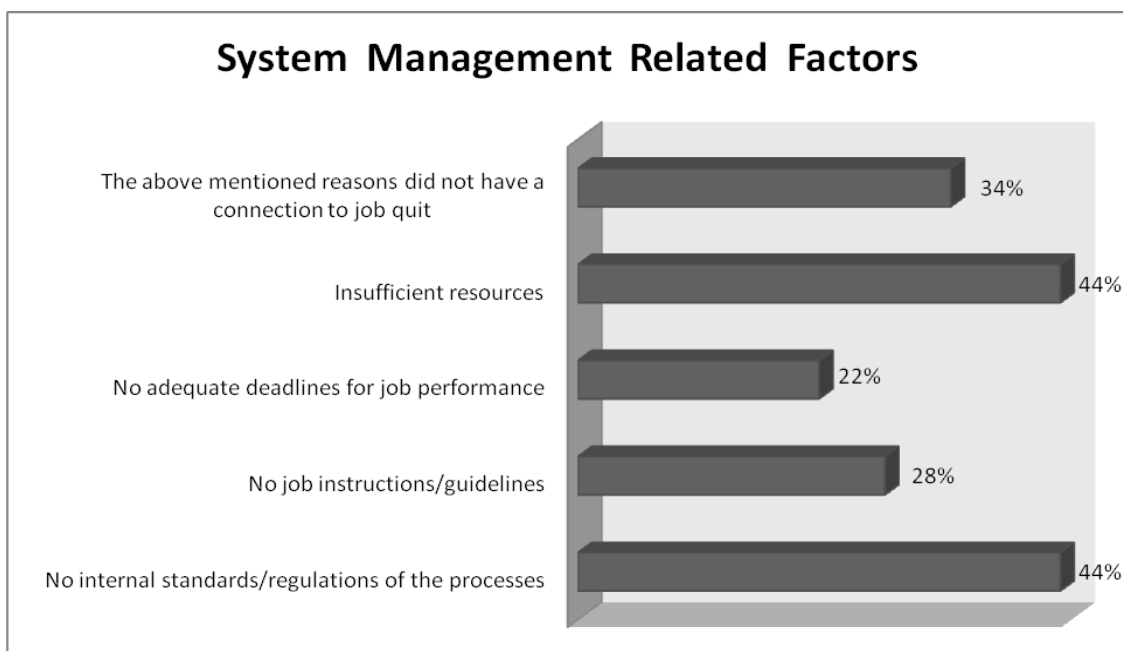 System Management Related Factors
The above mentioned reasons did not have a
connection to job quit
34%
Insufficient resources
44%
No adequate deadlines for job performance
22%
No job instructions/guidelines
28%
No internal standards/regulations of the processes
44%